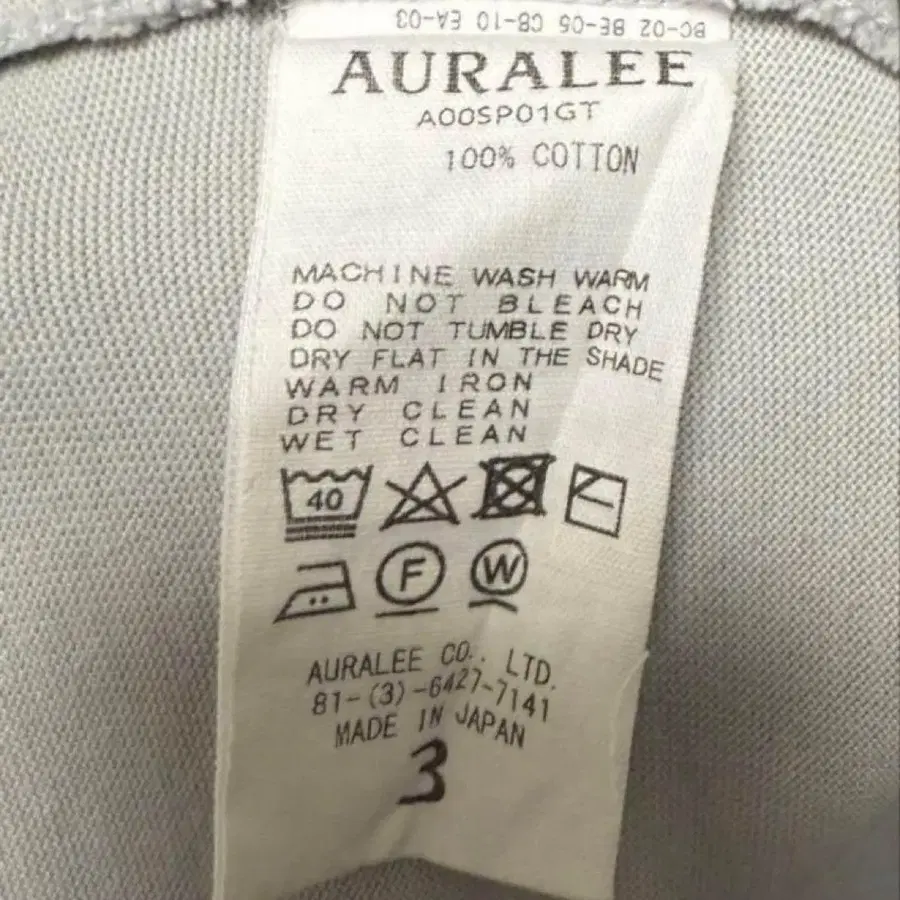 BC-02 BE-05 CB-10 EA-03
AURALEE
A00SP01GT
100% COTTON
MACHINE WASH WARM
DO NOT BLEACH
DO NOT TUMBLE DRY
DRY FLAT IN THE SHADE
WARM IRON
DRY CLEAN
WET CLEAN
40
F W
AURALEE CO., LTD.
81-(3)-6427-7141
MADE IN JAPAN
3